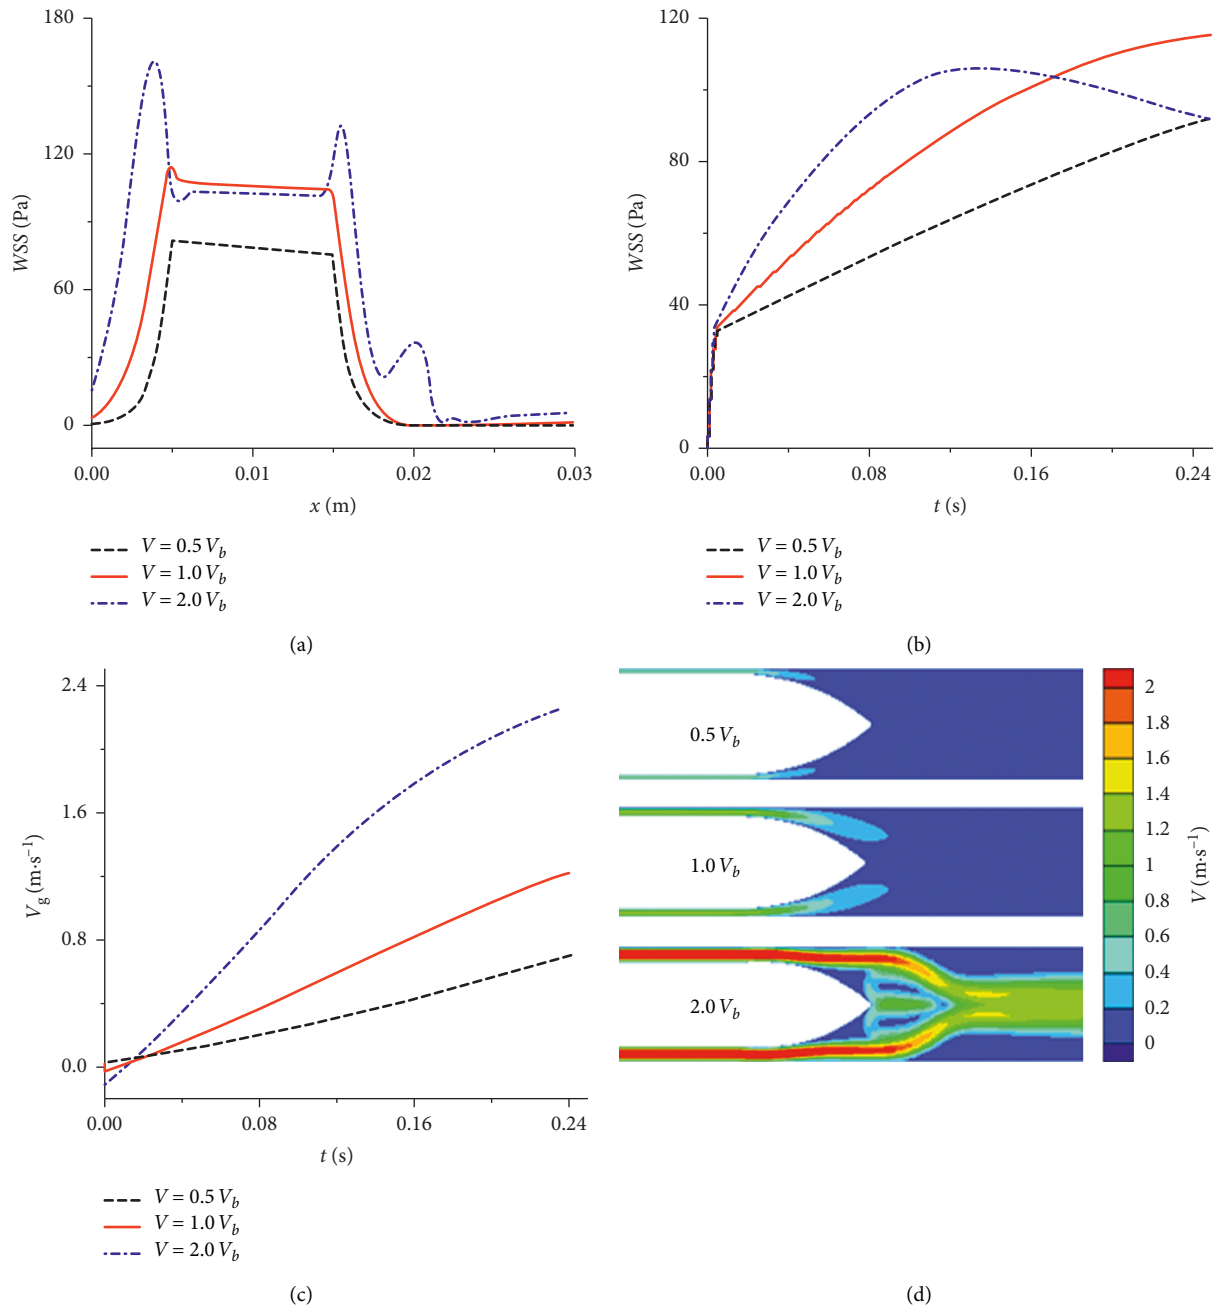 180
120
60
0
WSS (Pa)
0.00
0.01
0.02
0.03
x (m)
V = 0.5 V_b
V = 1.0 V_b
V = 2.0 V_b
(a)
120
80
40
0
WSS (Pa)
0.00
0.08
0.16
0.24
t (s)
V = 0.5 V_b
V = 1.0 V_b
V = 2.0 V_b
(b)
2.4
1.6
0.8
0.0
V_g (m·s⁻¹)
0.00
0.08
0.16
0.24
t (s)
V = 0.5 V_b
V = 1.0 V_b
V = 2.0 V_b
(c)
0.5 V_b
1.0 V_b
2.0 V_b
2
1.8
1.6
1.4
1.2
1
0.8
0.6
0.4
0.2
0
V (m·s⁻¹)
(d)